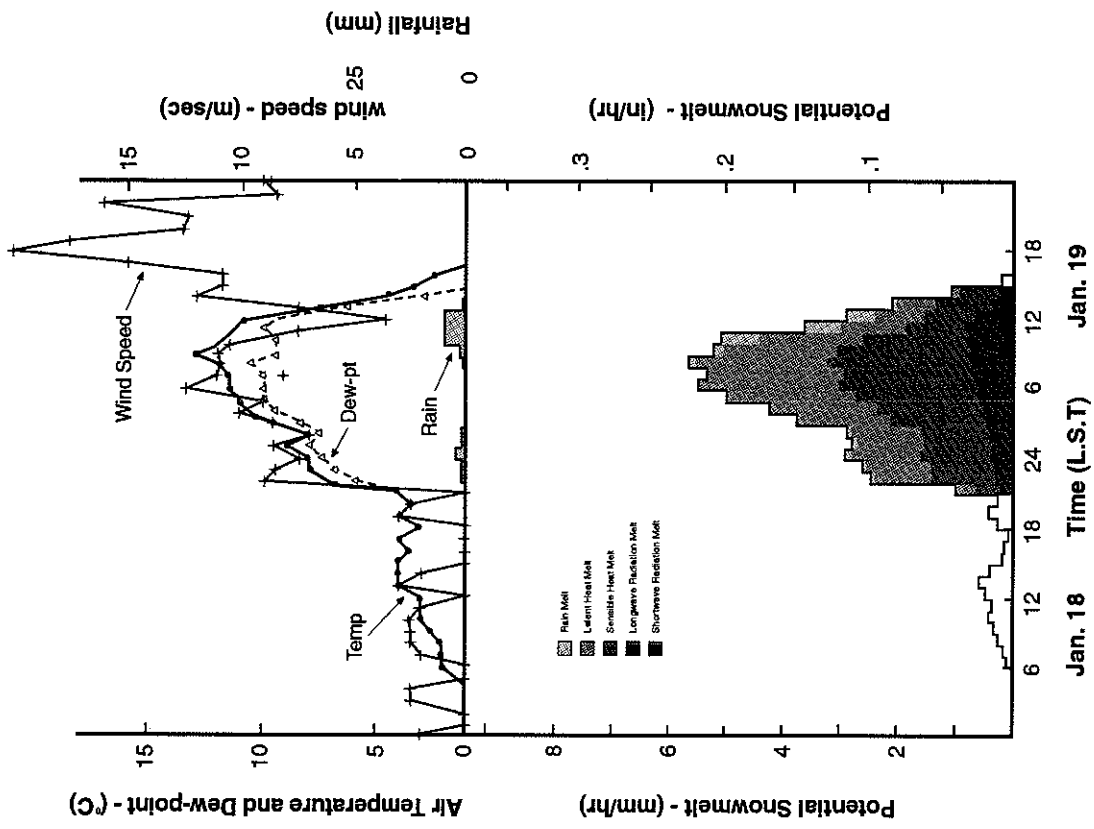 Air Temperature and Dew-point - (°C)
15
10
5
0
wind speed - (m/sec)
15
10
5
0
Rainfall (mm)
25
0
Wind Speed
Temp
Dew-pt
Rain
Potential Snowmelt - (mm/hr)
8
6
4
2
Potential Snowmelt - (in/hr)
.3
.2
.1
Rain Melt
Latent Heat Melt
Sensible Heat Melt
Longwave Radiation Melt
Shortwave Radiation Melt
6 12 18 24 6 12 18
Jan. 18 Time (L.S.T) Jan. 19